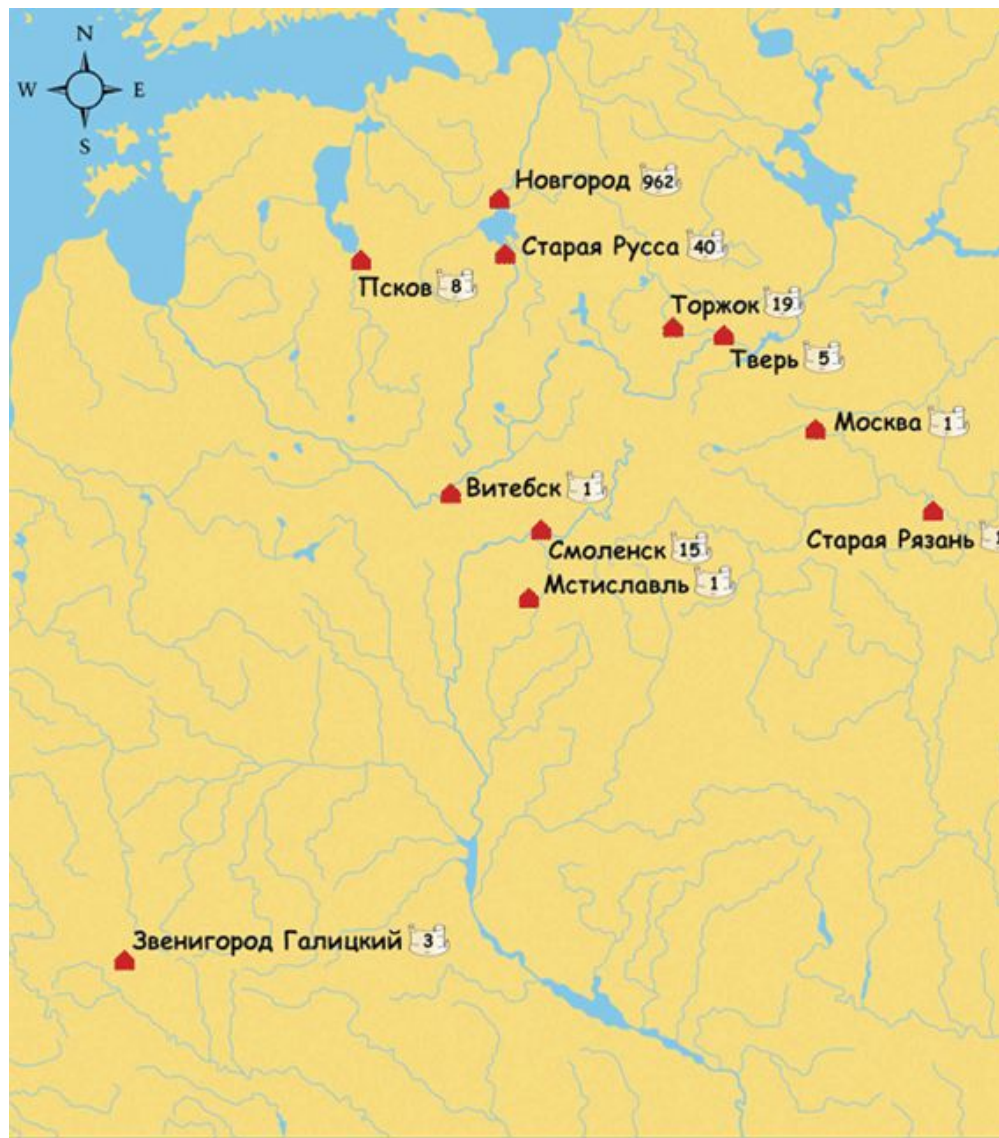 N
W E
S
Новгород 962
Старая Русса 40
Псков 8
Торжок 19
Тверь 5
Москва 1
Витебск 1
Старая Рязань
Смоленск 15
Мстиславль 1
Звенигород Галицкий 3